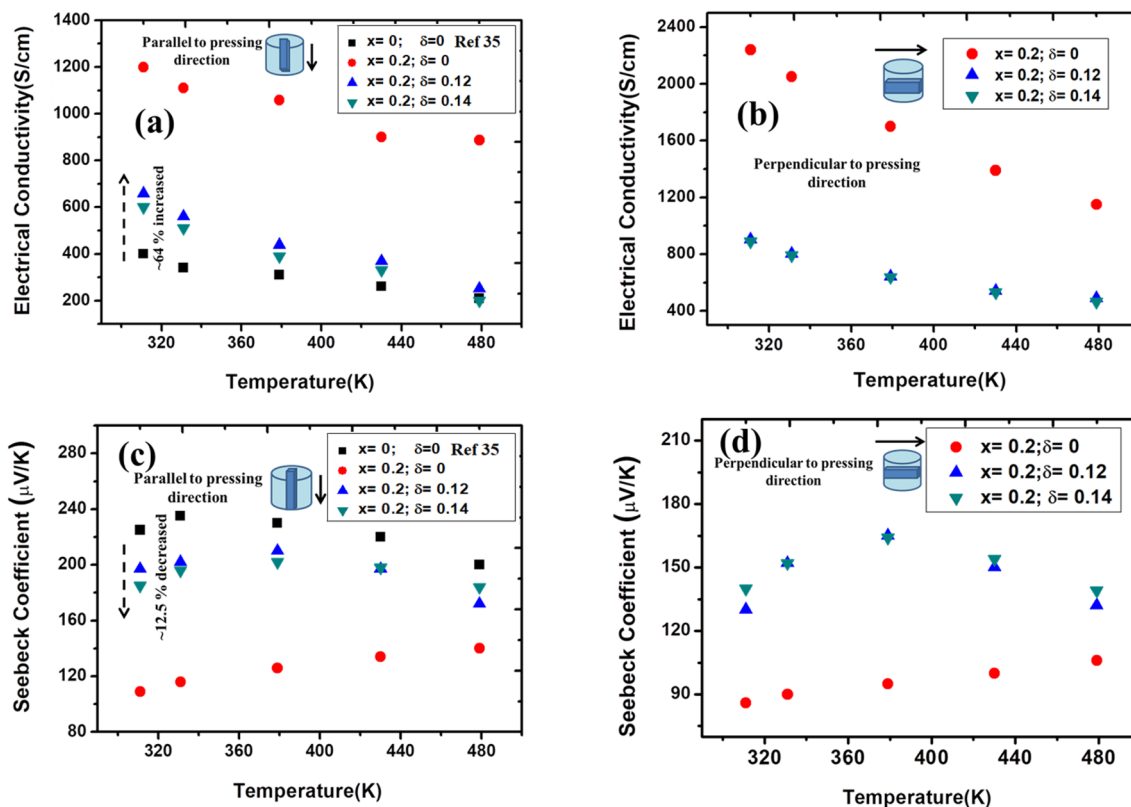 1400
1200
1000
800
600
400
200
Electrical Conductivity(S/cm)
Parallel to pressing
direction
x= 0; δ=0 Ref 35
x= 0.2; δ= 0
x= 0.2; δ= 0.12
x= 0.2; δ= 0.14
(a)
~64 % increased
320 360 400 440 480
Temperature(K)
2400
2000
1600
1200
800
400
Electrical Conductivity(S/cm)
x= 0.2; δ= 0
x= 0.2; δ= 0.12
x= 0.2; δ= 0.14
(b)
Perpendicular to pressing
direction
320 360 400 440 480
Temperature(K)
280
240
200
160
120
80
Seebeck Coefficient (μV/K)
(c)
Parallel to pressing
direction
x= 0; δ=0 Ref 35
x= 0.2; δ= 0
x= 0.2; δ= 0.12
x= 0.2; δ= 0.14
~12.5 % decreased
320 360 400 440 480
Temperature(K)
210
180
150
120
90
Seebeck Coefficient (μV/K)
(d)
Perpendicular to pressing
direction
x= 0.2;δ= 0
x= 0.2;δ= 0.12
x= 0.2; δ= 0.14
320 360 400 440 480
Temperature(K)